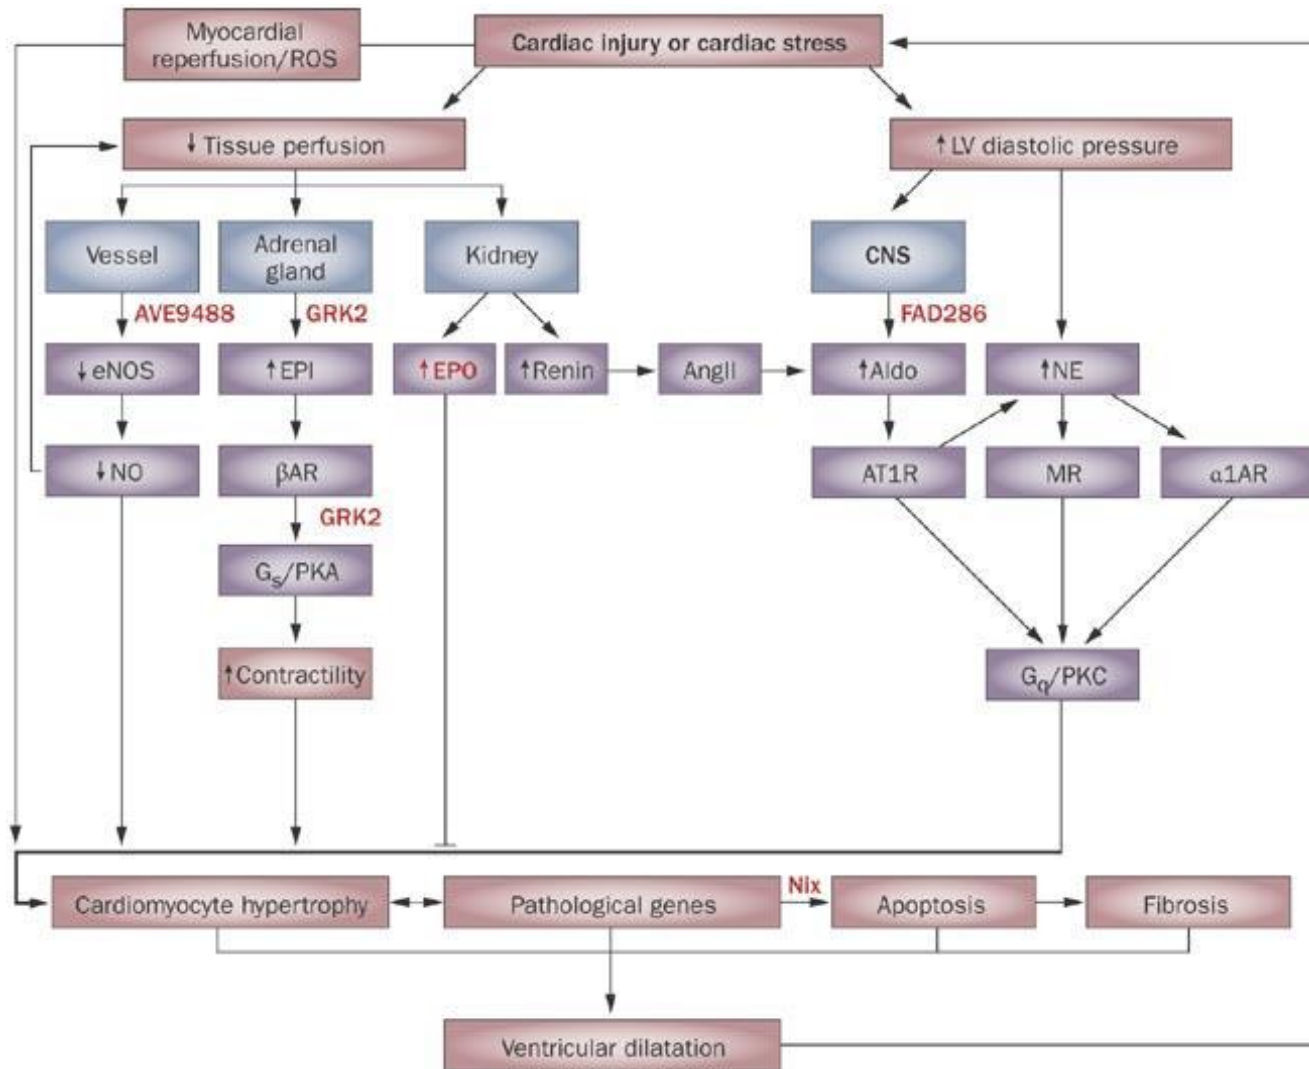 Myocardial
reperfusion/ROS
Cardiac injury or cardiac stress
↓Tissue perfusion
↑LV diastolic pressure
Vessel
Adrenal
gland
Kidney
CNS
AVE9488
GRK2
FAD286
↓eNOS
↑EPI
↑EPO
↑Renin
AngII
↑Aldo
↑NE
↓NO
βAR
AT1R
MR
α1AR
GRK2
Gs/PKA
↑Contractility
Gq/PKC
Cardiomyocyte hypertrophy
Pathological genes
Nix
Apoptosis
Fibrosis
Ventricular dilatation